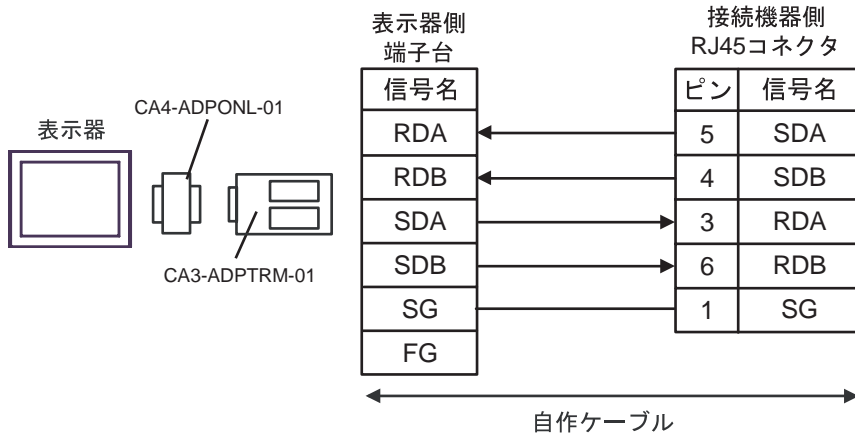 表示器側
端子台
接続機器側
RJ45コネクタ
CA4-ADPONL-01
表示器
CA3-ADPTRM-01
信号名
ピン 信号名
RDA 5 SDA
RDB 4 SDB
SDA 3 RDA
SDB 6 RDB
SG 1 SG
FG
自作ケーブル